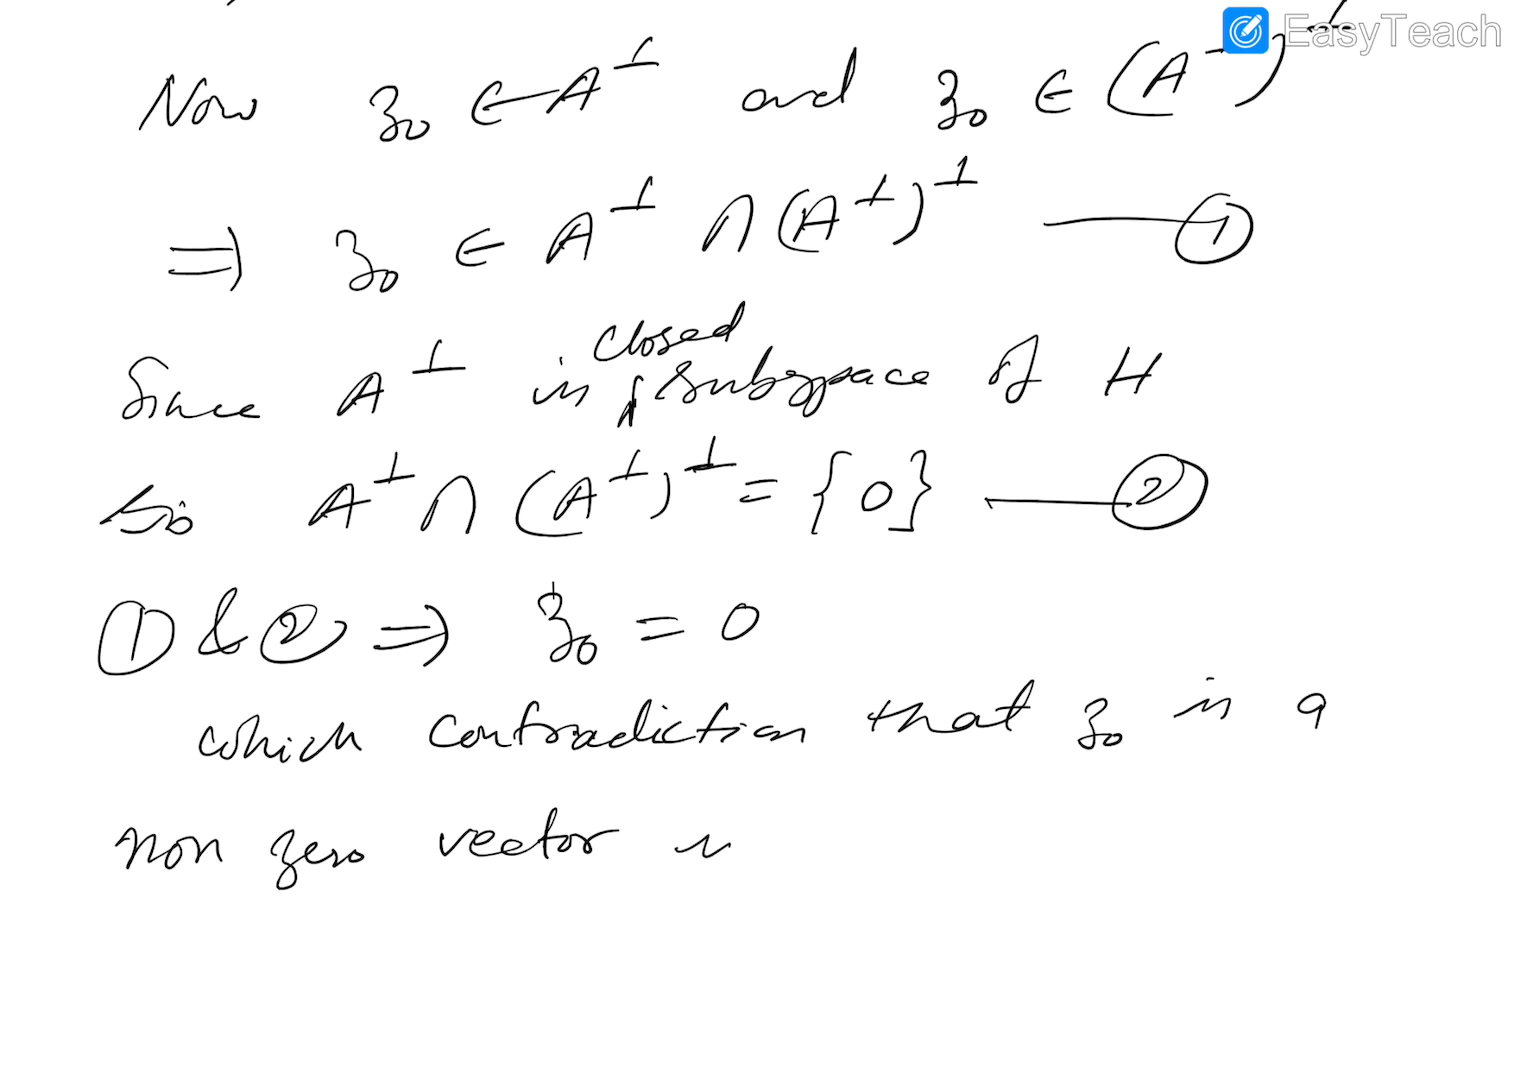 EasyTeach
Now z₀ ∈ A^⊥ and z₀ ∈ (A^⊥)^⊥
⇒ z₀ ∈ A^⊥ ∩ (A^⊥)^⊥ — ①
Since A^⊥ is closed subspace of H
So A^⊥ ∩ (A^⊥)^⊥ = {0} — ②
① & ② ⇒ z₀ = 0
which contradiction that z₀ is a
non zero vector